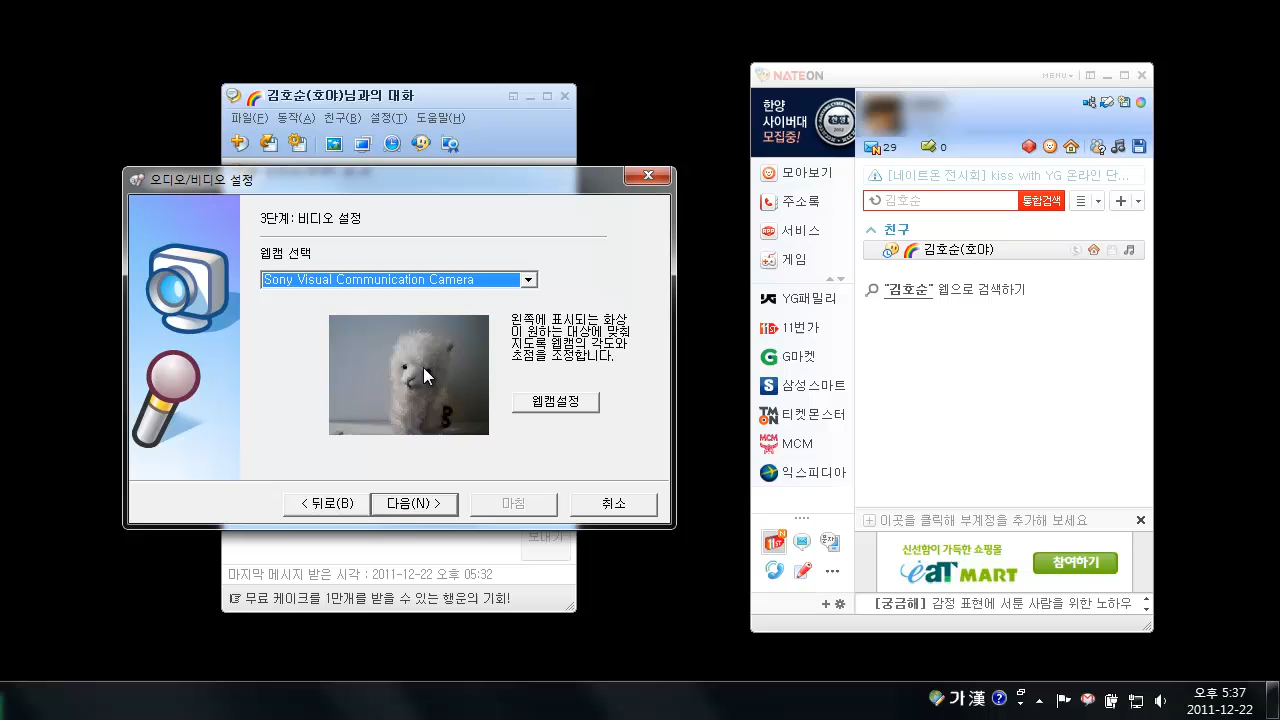 김호순(호야)님과의 대화
파일(F) 동작(A) 친구(B) 설정(T) 도움말(H)
오디오/비디오 설정
3단계: 비디오 설정
웹캠 선택
Sony Visual Communication Camera
왼쪽에 표시되는 화상
이 원하는 대상에 맞춰
지도록 웹캠의 각도와
초점을 조정합니다.
웹캠설정
< 뒤로(B)
다음(N) >
마침
취소
보내기
마지막 메시지 받은 시각 : 2011-12-22 오후 05:32
무료 케이크를 1만개를 받을 수 있는 행운의 기회!
NATEON
MENU
한양
사이버대
모집중!
29
0
[네이트온 전시회] kiss with YG 온라인 단...
김호순
통합검색
친구
김호순(호야)
"김호순" 웹으로 검색하기
모아보기
주소록
서비스
게임
YG패밀리
11번가
G마켓
삼성스마트
티켓몬스터
MCM
익스피디아
이곳을 클릭해 부계정을 추가해 보세요
신선함이 가득한 쇼핑몰
eaT MART
참여하기
[궁금해] 감정 표현에 서툰 사람을 위한 노하우
가 漢
오후 5:37
2011-12-22